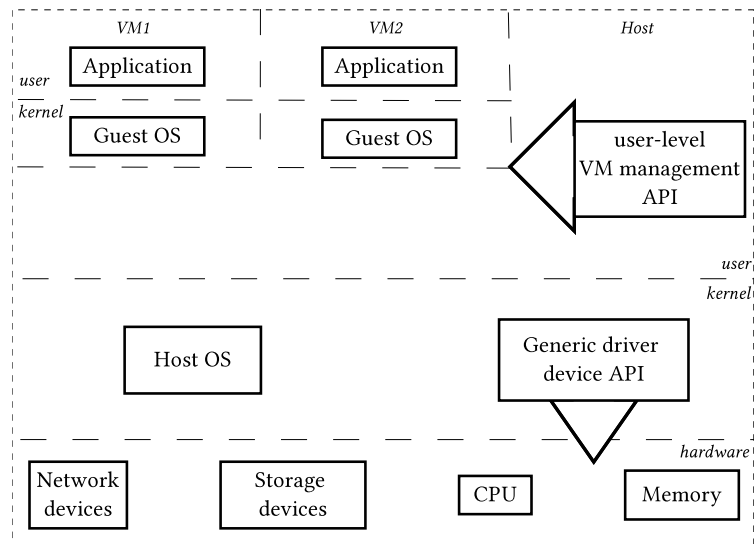 VM1
VM2
Host
Application
Application
user
kernel
Guest OS
Guest OS
user-level
VM management
API
user
kernel
Host OS
Generic driver
device API
hardware
Network
devices
Storage
devices
CPU
Memory